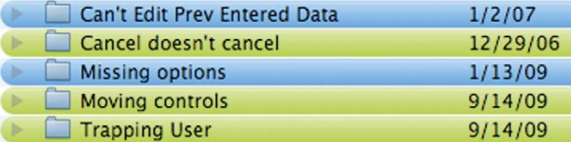 Can't Edit Prev Entered Data 1/2/07
Cancel doesn't cancel 12/29/06
Missing options 1/13/09
Moving controls 9/14/09
Trapping User 9/14/09